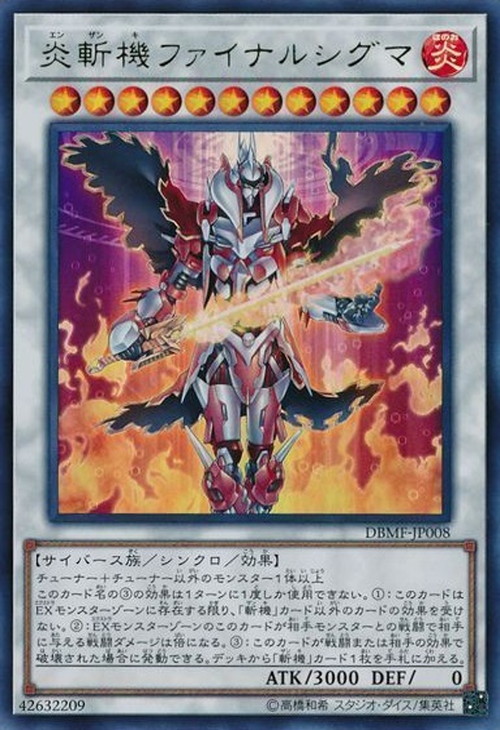 炎斬機ファイナルシグマ
炎
DBMF-JP008
【サイバース族/シンクロ/効果】
チューナー+チューナー以外のモンスター1体以上
このカード名の③の効果は1ターンに1度しか使用できない。①:このカードは
EXモンスターゾーンに存在する限り、「斬機」カード以外のカードの効果を受け
ない。②:EXモンスターゾーンのこのカードが相手モンスターとの戦闘で相手
に与える戦闘ダメージは倍になる。③:このカードが戦闘または相手の効果で
破壊された場合に発動できる。デッキから「斬機」カード1枚を手札に加える。
ATK/3000 DEF/ 0
42632209
©高橋和希 スタジオ・ダイス/集英社